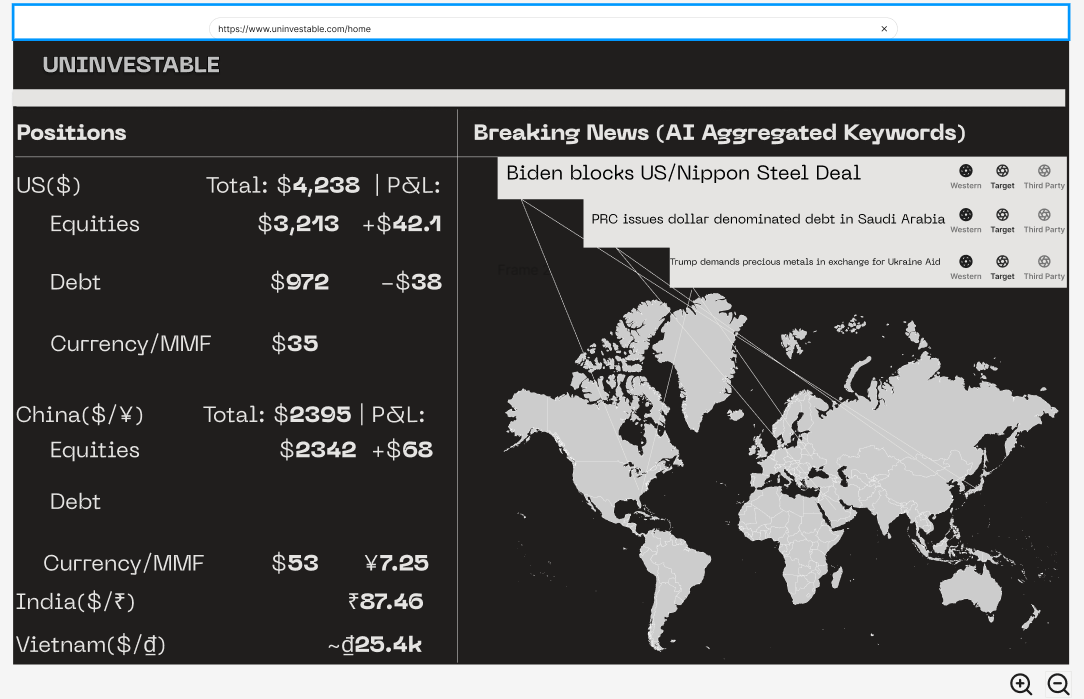 https://www.uninvestable.com/home ×
UNINVESTABLE
Positions
US($) Total: $4,238 | P&L:
Equities $3,213 +$42.1
Debt $972 -$38
Currency/MMF $35
China($/¥) Total: $2395 | P&L:
Equities $2342 +$68
Debt
Currency/MMF $53 ¥7.25
India($/₹) ₹87.46
Vietnam($/₫) ~₫25.4k
Breaking News (AI Aggregated Keywords)
Biden blocks US/Nippon Steel Deal
Western Target Third Party
PRC issues dollar denominated debt in Saudi Arabia
Western Target Third Party
Trump demands precious metals in exchange for Ukraine Aid
Western Target Third Party